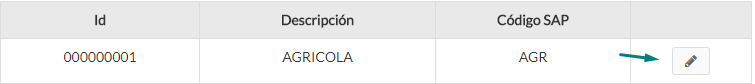 Id Descripción Código SAP
000000001 AGRICOLA AGR